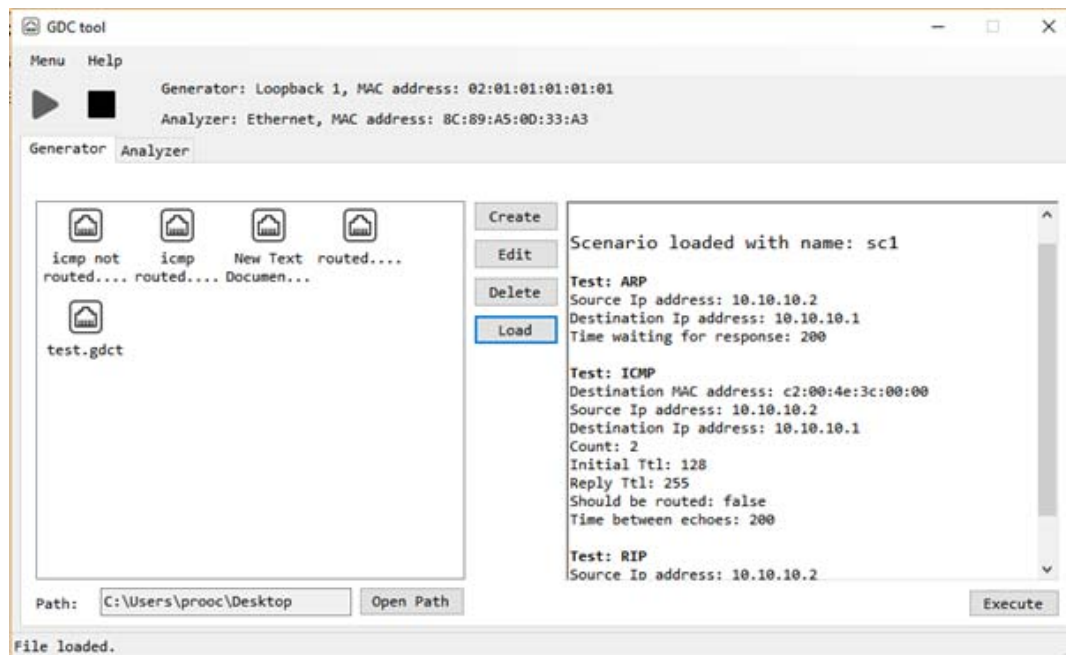 GDC tool
Menu Help
Generator: Loopback 1, MAC address: 02:01:01:01:01:01
Analyzer: Ethernet, MAC address: 8C:89:A5:0D:33:A3
Generator Analyzer
icmp not
routed....
icmp
routed....
New Text
Documen...
routed....
test.gdct
Create
Edit
Delete
Load
Scenario loaded with name: sc1
Test: ARP
Source Ip address: 10.10.10.2
Destination Ip address: 10.10.10.1
Time waiting for response: 200
Test: ICMP
Destination MAC address: c2:00:4e:3c:00:00
Source Ip address: 10.10.10.2
Destination Ip address: 10.10.10.1
Count: 2
Initial Ttl: 128
Reply Ttl: 255
Should be routed: false
Time between echoes: 200
Test: RIP
Source Ip address: 10.10.10.2
Path: C:\Users\prooc\Desktop Open Path
Execute
File loaded.